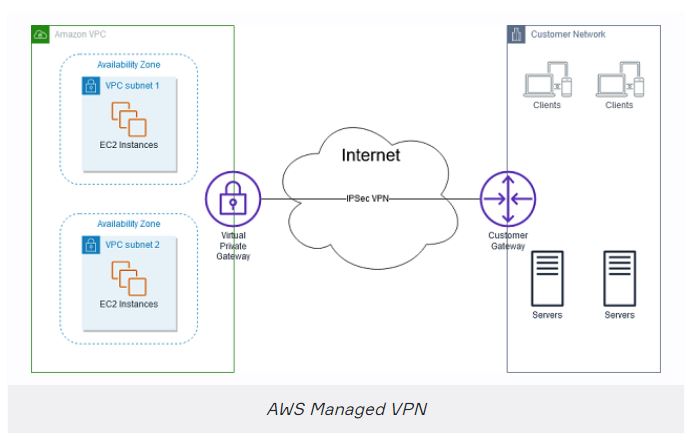 Amazon VPC
Availability Zone
VPC subnet 1
EC2 Instances
Availability Zone
VPC subnet 2
EC2 Instances
Virtual
Private
Gateway
Internet
IPSec VPN
Customer Network
Clients
Clients
Customer
Gateway
Servers
Servers
AWS Managed VPN